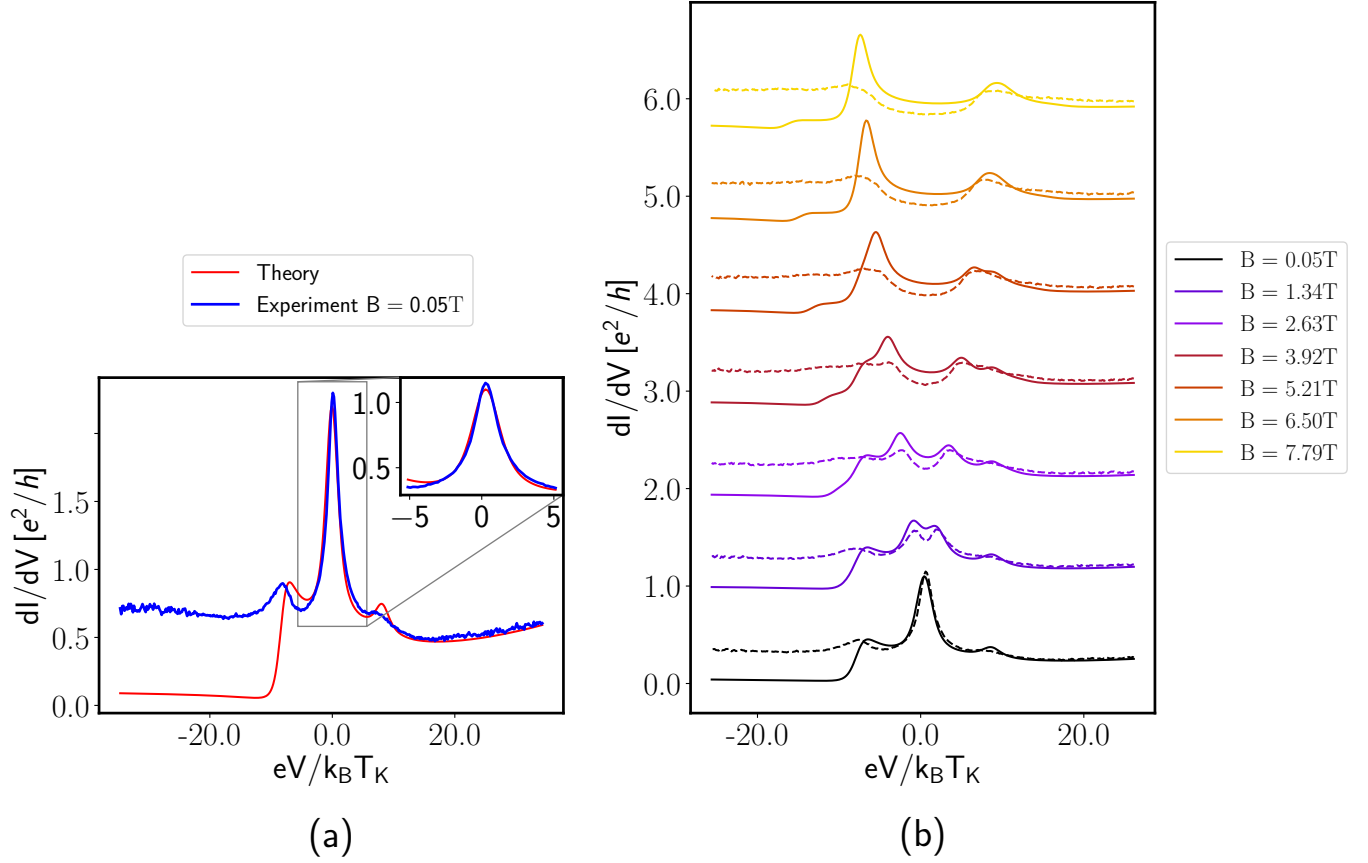 Theory
Experiment B = 0.05T
dI/dV [e²/h]
0.0
0.5
1.0
1.5
-20.0
0.0
20.0
eV/k_BT_K
1.0
0.5
−5
0
5
(a)
dI/dV [e²/h]
6.0
5.0
4.0
3.0
2.0
1.0
0.0
-20.0
0.0
20.0
eV/k_BT_K
B = 0.05T
B = 1.34T
B = 2.63T
B = 3.92T
B = 5.21T
B = 6.50T
B = 7.79T
(b)